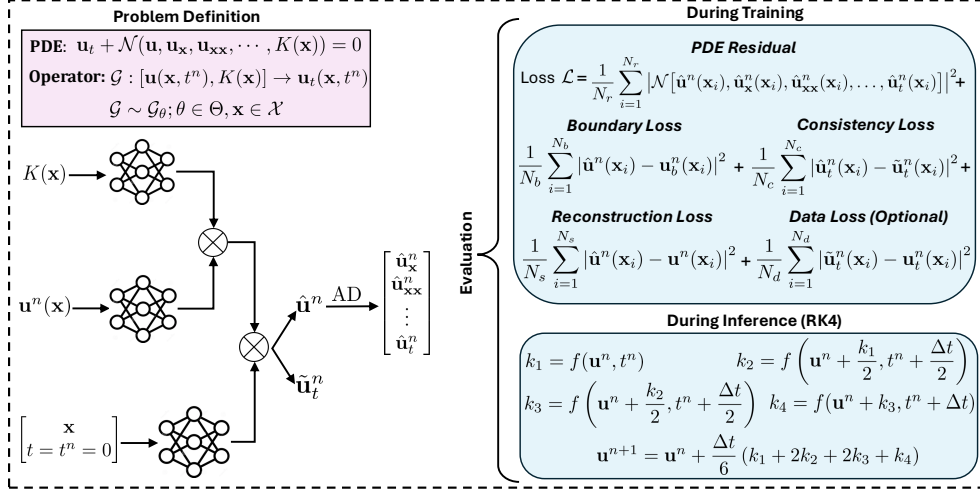 Problem Definition
PDE: u_t + N(u, u_x, u_xx, ⋯, K(x)) = 0
Operator: G : [u(x, t^n), K(x)] → u_t(x, t^n)
G ∼ G_θ; θ ∈ Θ, x ∈ X
K(x)
u^n(x)
[x
t = t^n = 0]
⊗
⊗
û^n
ũ_t^n
AD
[û_x^n
û_xx^n
⋮
û_t^n]
Evaluation
During Training
PDE Residual
Loss L = 1/N_r ∑_{i=1}^{N_r} |N[û^n(x_i), û_x^n(x_i), û_xx^n(x_i), ..., û_t^n(x_i)]|^2 +
Boundary Loss Consistency Loss
1/N_b ∑_{i=1}^{N_b} |û^n(x_i) − u_b^n(x_i)|^2 + 1/N_c ∑_{i=1}^{N_c} |û_t^n(x_i) − ũ_t^n(x_i)|^2 +
Reconstruction Loss Data Loss (Optional)
1/N_s ∑_{i=1}^{N_s} |û^n(x_i) − u^n(x_i)|^2 + 1/N_d ∑_{i=1}^{N_d} |ũ_t^n(x_i) − u_t^n(x_i)|^2
During Inference (RK4)
k_1 = f(u^n, t^n) k_2 = f(u^n + k_1/2, t^n + Δt/2)
k_3 = f(u^n + k_2/2, t^n + Δt/2) k_4 = f(u^n + k_3, t^n + Δt)
u^{n+1} = u^n + Δt/6 (k_1 + 2k_2 + 2k_3 + k_4)